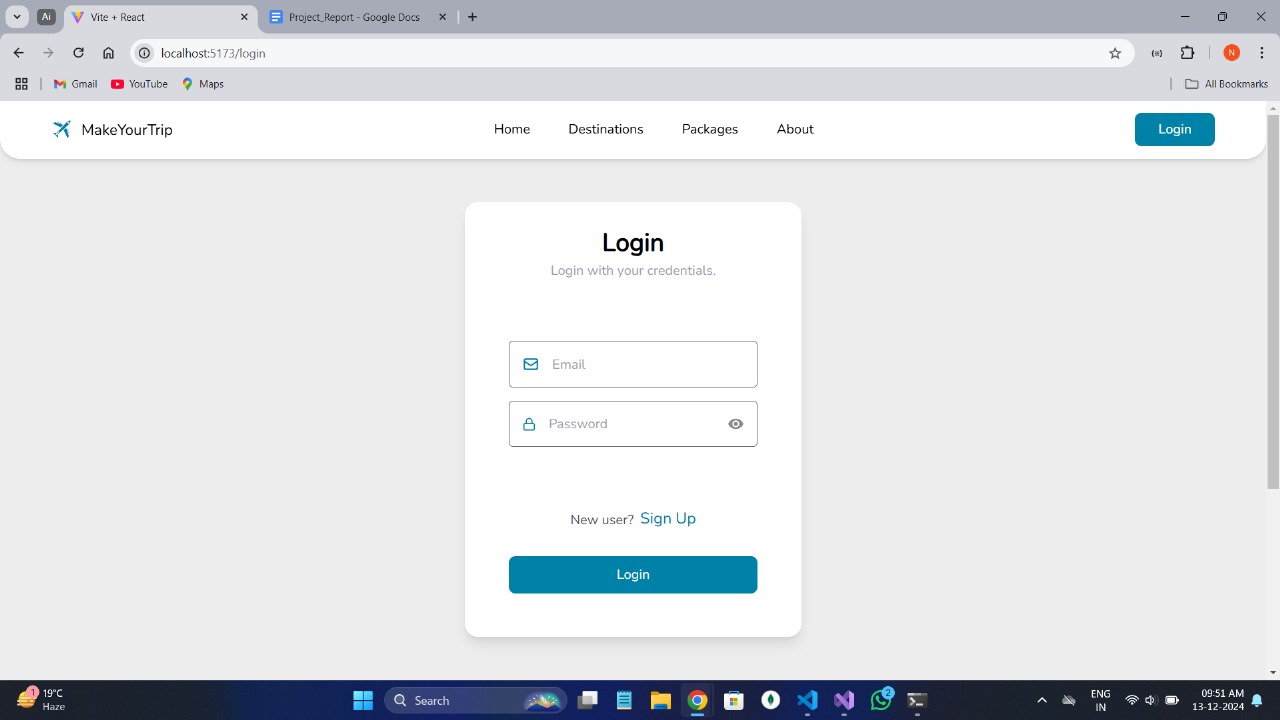 Ai
Vite + React
Project_Report - Google Docs
localhost:5173/login
N
Gmail
YouTube
Maps
All Bookmarks
MakeYourTrip
Home
Destinations
Packages
About
Login
Login
Login with your credentials.
Email
Password
New user? Sign Up
Login
1
19°C
Haze
Search
2
ENG
IN
09:51 AM
13-12-2024